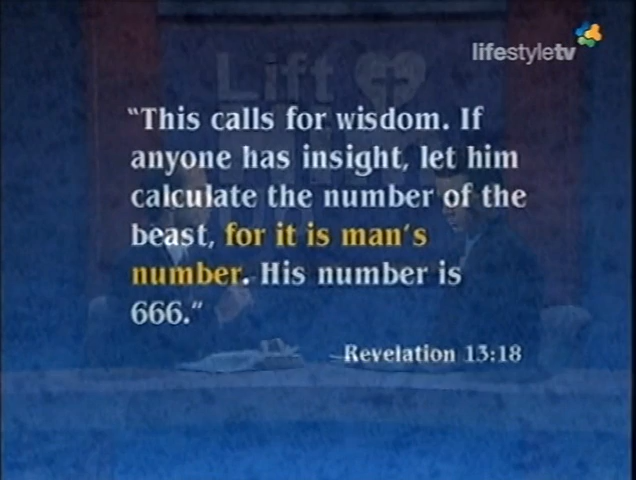 lifestyletv
Lift
“This calls for wisdom. If
anyone has insight, let him
calculate the number of the
beast, for it is man’s
number. His number is
666.”
Revelation 13:18